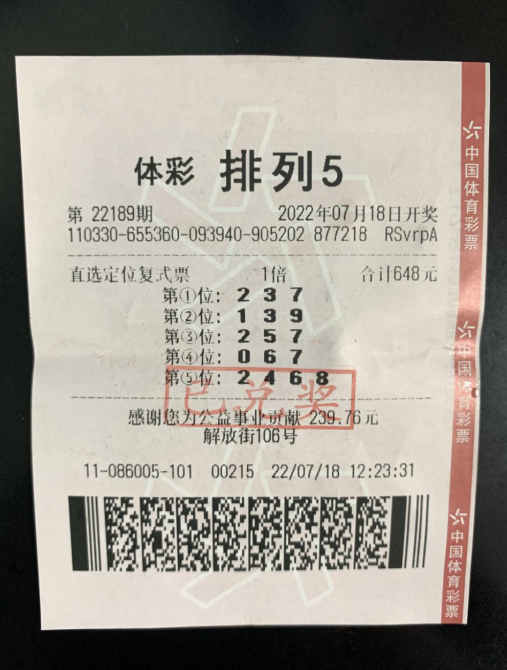 体彩 排列5
第 22189期 2022年07月18日开奖
110330-655360-093940-905202 877218 RSvrpA
直选定位复式票 1倍 合计648元
第①位: 2 3 7
第②位: 1 3 9
第③位: 2 5 7
第④位: 0 6 7
第⑤位: 2 4 6 8
已兑奖
感谢您为公益事业贡献 239.76元
解放街106号
11-086005-101 00215 22/07/18 12:23:31
中国体育彩票
中国体育彩票
中国体育彩票